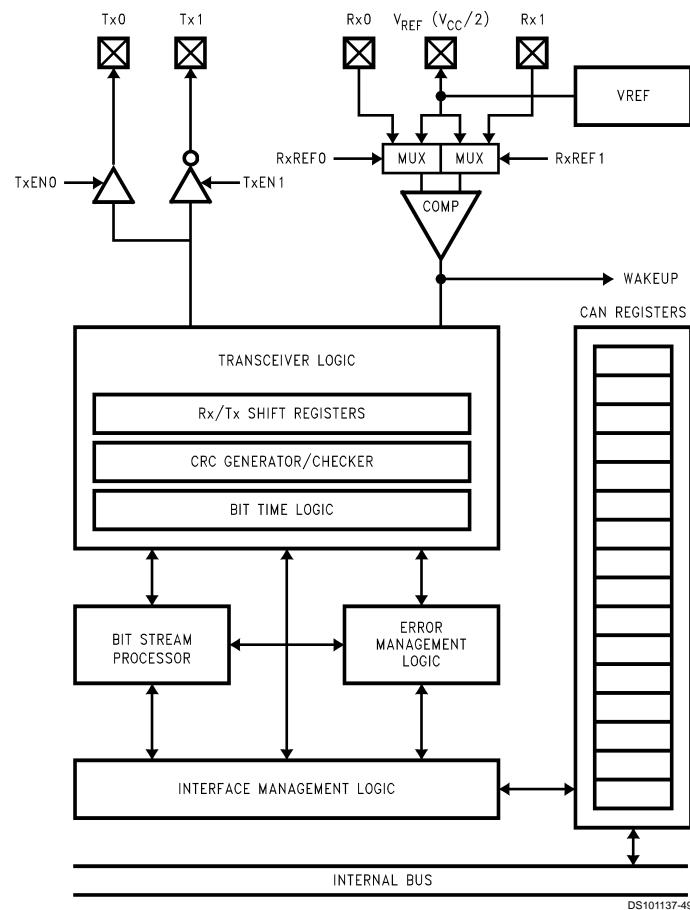 Tx0 Tx1 Rx0 VREF (VCC/2) Rx1
VREF
RxREF0 MUX MUX RxREF1
TxEN0 TxEN1
COMP
WAKEUP
CAN REGISTERS
TRANSCEIVER LOGIC
Rx/Tx SHIFT REGISTERS
CRC GENERATOR/CHECKER
BIT TIME LOGIC
BIT STREAM
PROCESSOR
ERROR
MANAGEMENT
LOGIC
INTERFACE MANAGEMENT LOGIC
INTERNAL BUS
DS101137-49